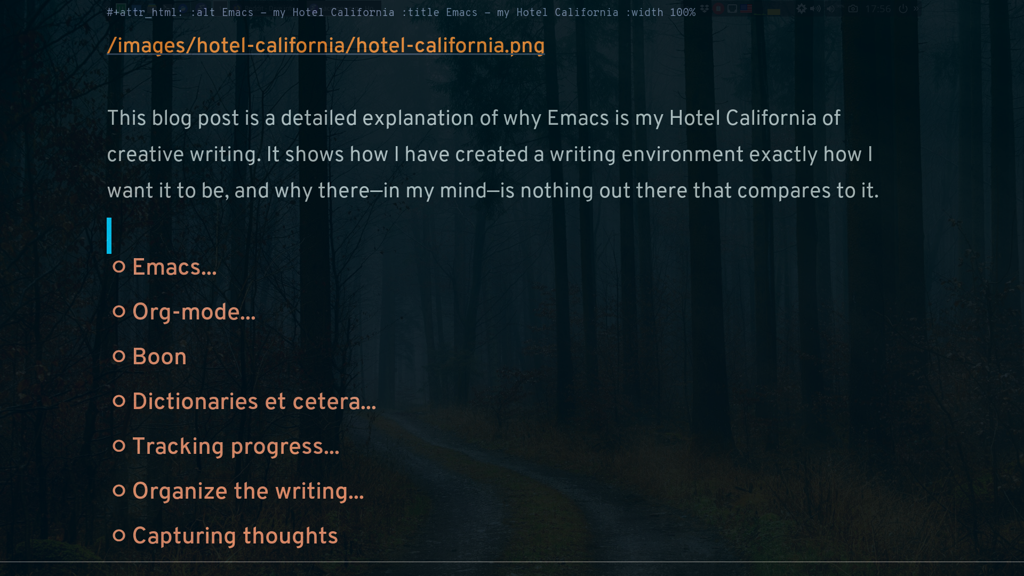 #+attr_html: :alt Emacs – my Hotel California :title Emacs – my Hotel California :width 100%
17:56
/images/hotel-california/hotel-california.png
This blog post is a detailed explanation of why Emacs is my Hotel California of
creative writing. It shows how I have created a writing environment exactly how I
want it to be, and why there—in my mind—is nothing out there that compares to it.
Emacs...
Org-mode...
Boon
Dictionaries et cetera...
Tracking progress...
Organize the writing...
Capturing thoughts